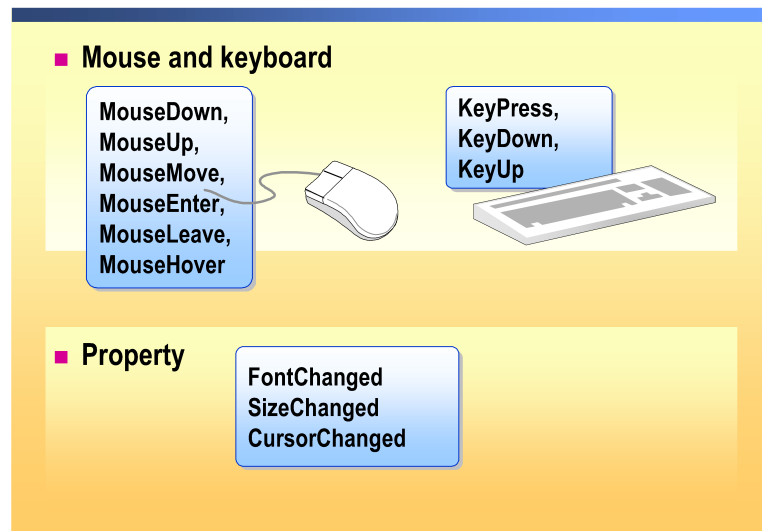 Mouse and keyboard
MouseDown,
MouseUp,
MouseMove,
MouseEnter,
MouseLeave,
MouseHover
KeyPress,
KeyDown,
KeyUp
Property
FontChanged
SizeChanged
CursorChanged